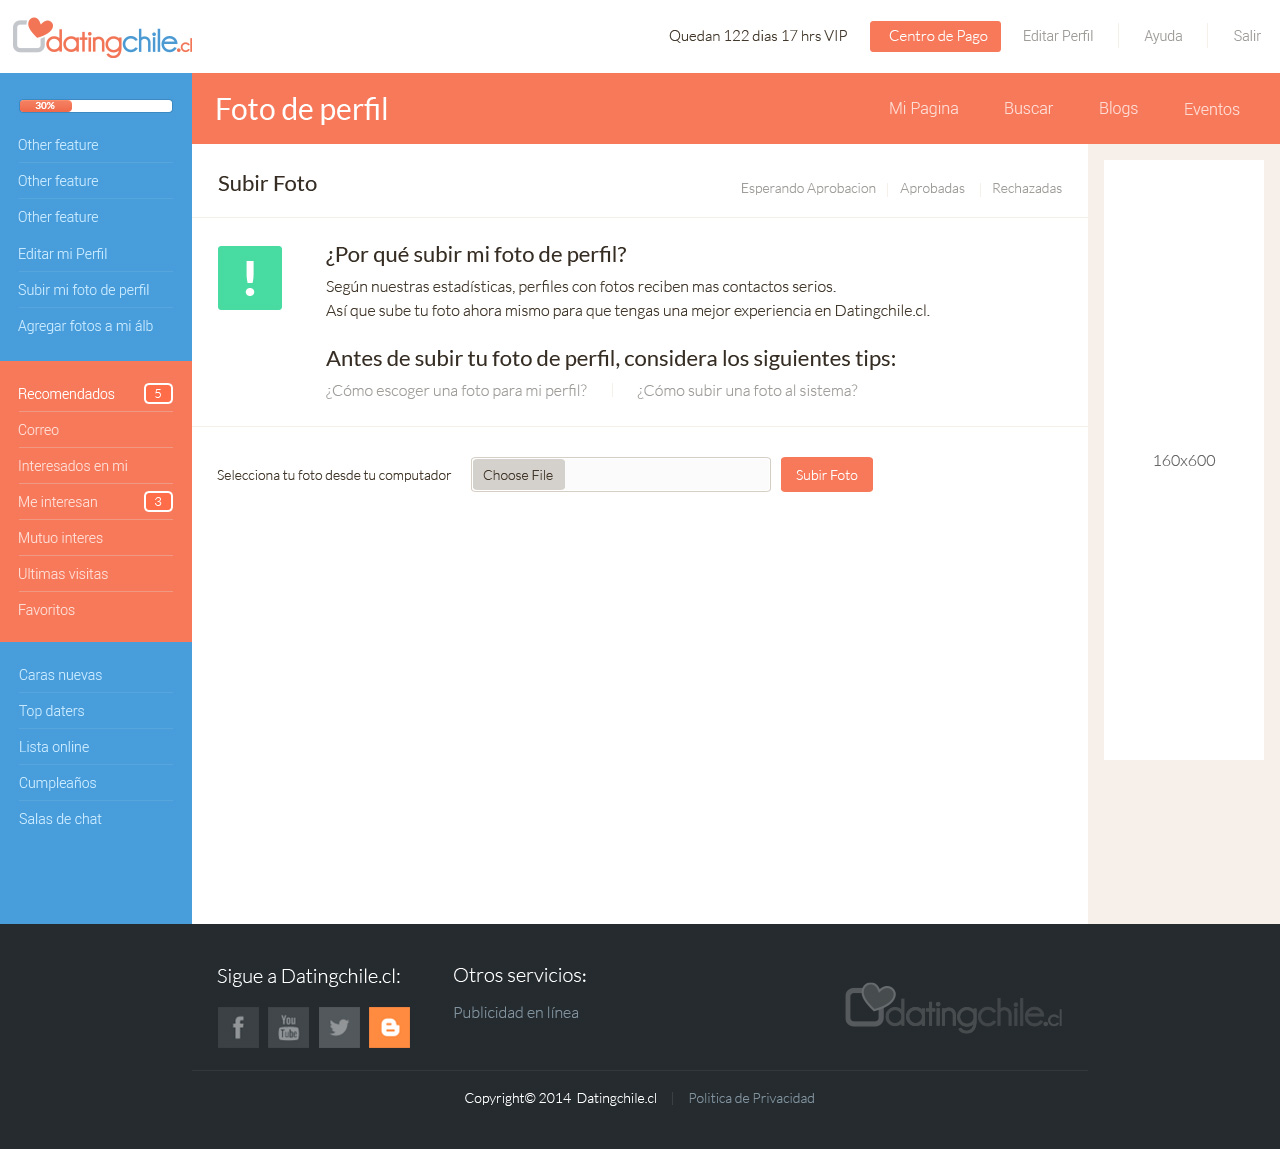 datingchile.cl
Quedan 122 dias 17 hrs VIP
Centro de Pago
Editar Perfil
Ayuda
Salir
30%
Other feature
Other feature
Other feature
Editar mi Perfil
Subir mi foto de perfil
Agregar fotos a mi álb
Recomendados 5
Correo
Interesados en mi
Me interesan 3
Mutuo interes
Ultimas visitas
Favoritos
Caras nuevas
Top daters
Lista online
Cumpleaños
Salas de chat
Foto de perfil
Mi Pagina
Buscar
Blogs
Eventos
Subir Foto
Esperando Aprobacion
Aprobadas
Rechazadas
!
¿Por qué subir mi foto de perfil?
Según nuestras estadísticas, perfiles con fotos reciben mas contactos serios.
Así que sube tu foto ahora mismo para que tengas una mejor experiencia en Datingchile.cl.
Antes de subir tu foto de perfil, considera los siguientes tips:
¿Cómo escoger una foto para mi perfil?
¿Cómo subir una foto al sistema?
Selecciona tu foto desde tu computador
Choose File
Subir Foto
160x600
Sigue a Datingchile.cl:
f
You Tube
B
Otros servicios:
Publicidad en línea
datingchile.cl
Copyright© 2014 Datingchile.cl
Politica de Privacidad